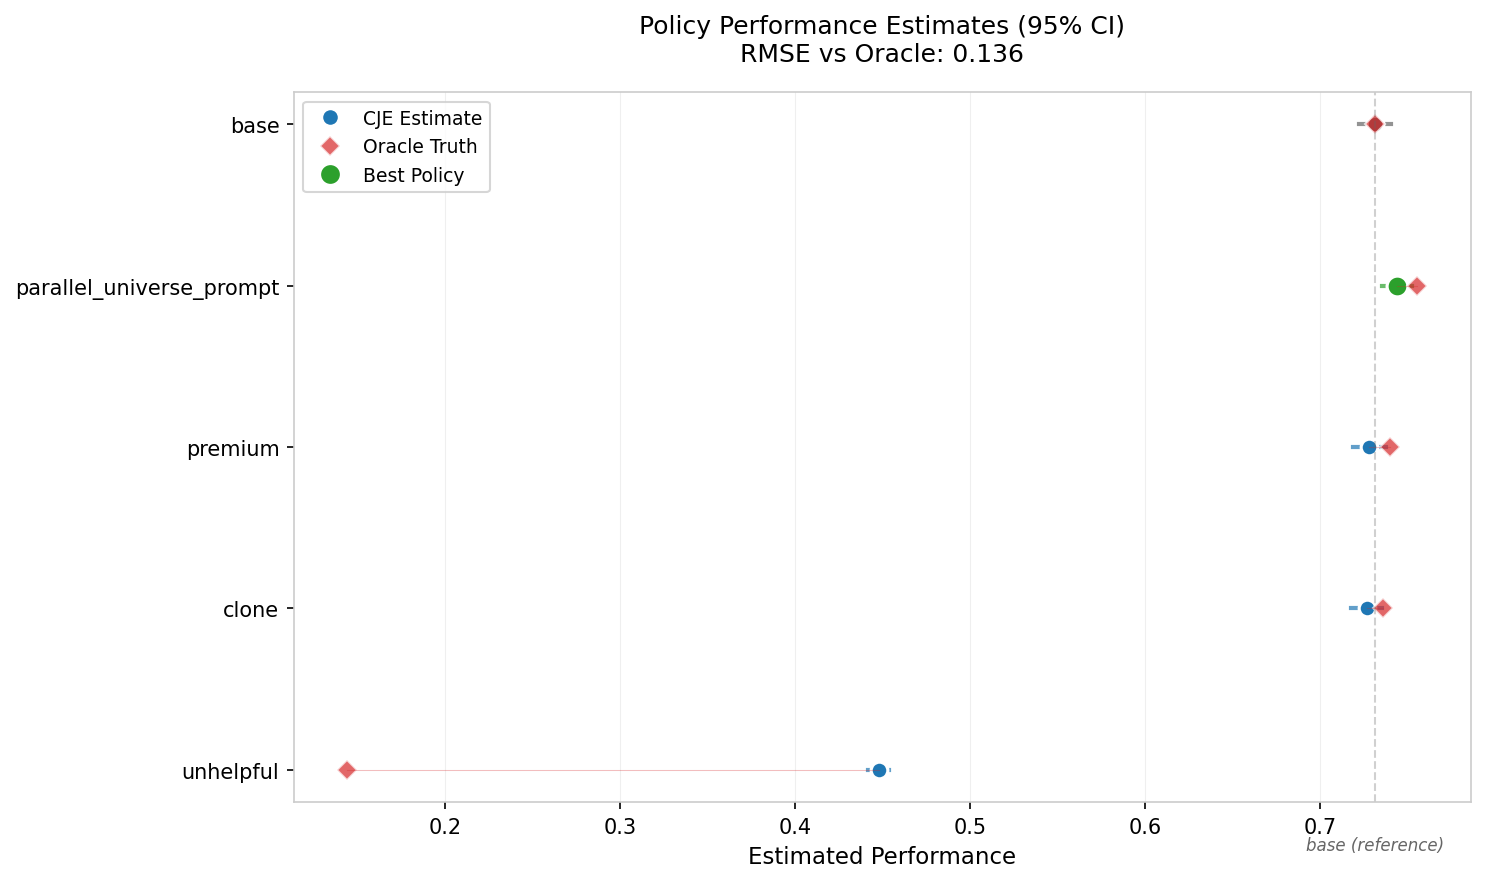 Policy Performance Estimates (95% CI)
RMSE vs Oracle: 0.136
CJE Estimate
Oracle Truth
Best Policy
base
parallel_universe_prompt
premium
clone
unhelpful
0.2 0.3 0.4 0.5 0.6 0.7
base (reference)
Estimated Performance